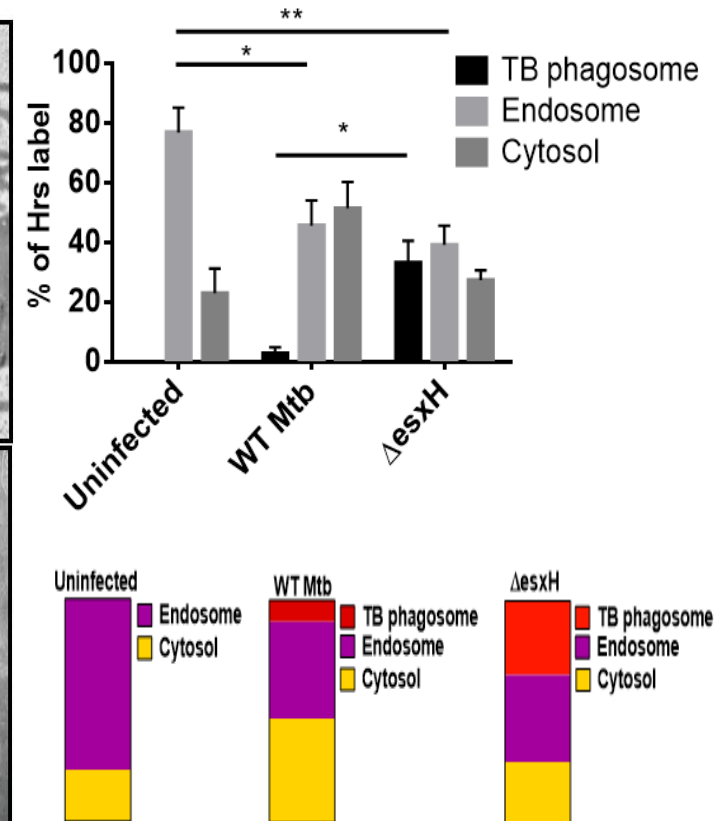 **
*
*
100
80
60
40
20
0
% of Hrs label
TB phagosome
Endosome
Cytosol
Uninfected
WT Mtb
ΔesxH
Uninfected
Endosome
Cytosol
WT Mtb
TB phagosome
Endosome
Cytosol
ΔesxH
TB phagosome
Endosome
Cytosol